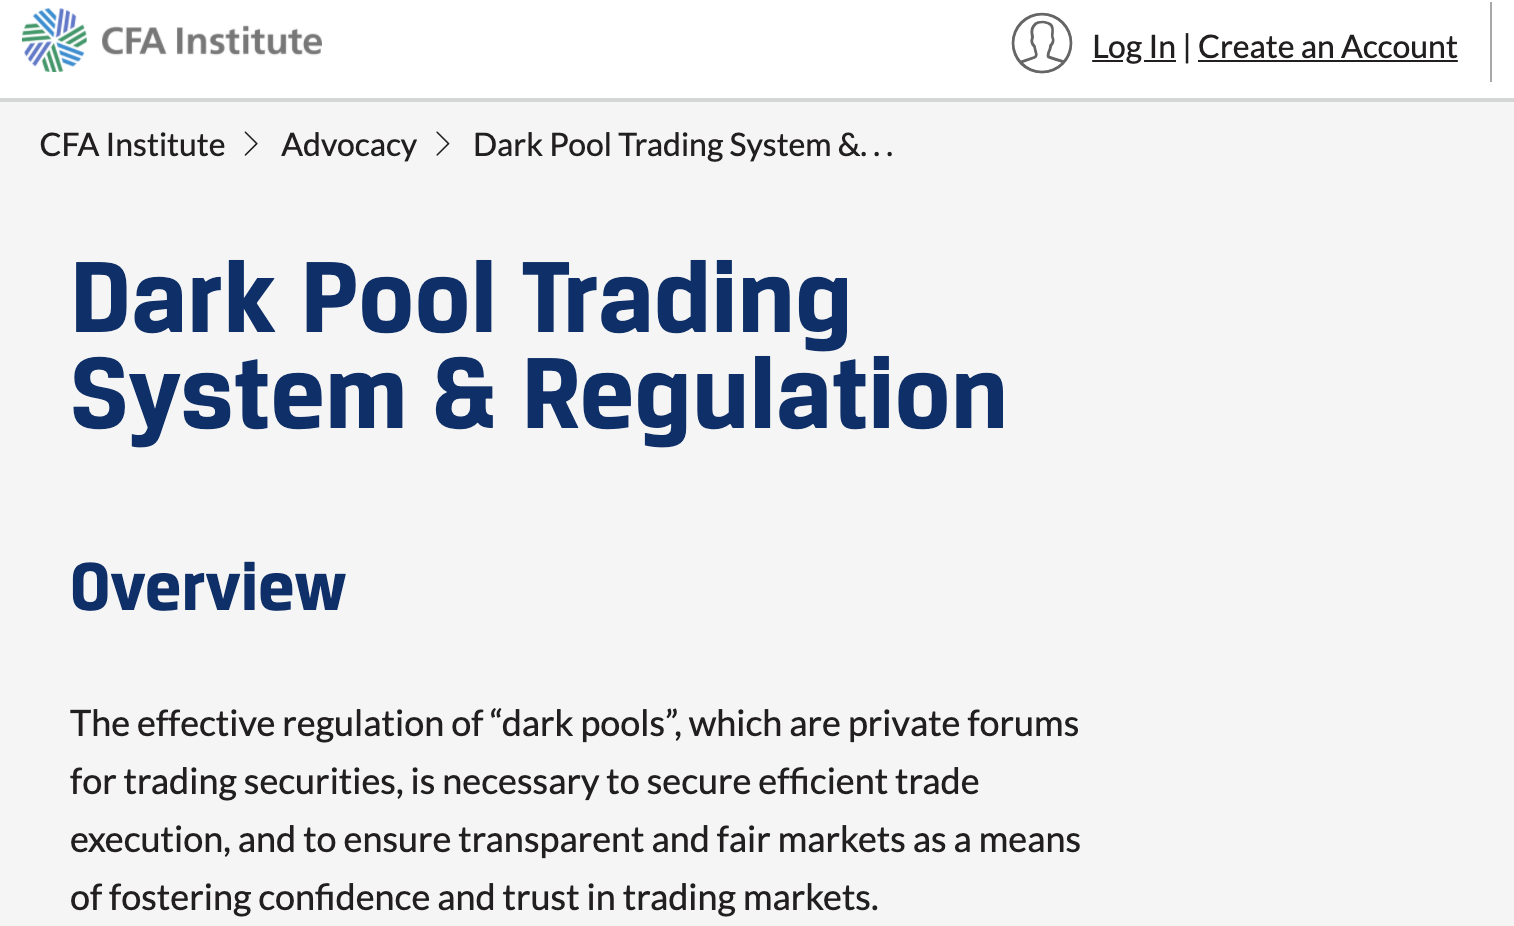 CFA Institute
Log In | Create an Account
CFA Institute > Advocacy > Dark Pool Trading System &...
Dark Pool Trading
System & Regulation
Overview
The effective regulation of “dark pools”, which are private forums
for trading securities, is necessary to secure efficient trade
execution, and to ensure transparent and fair markets as a means
of fostering confidence and trust in trading markets.